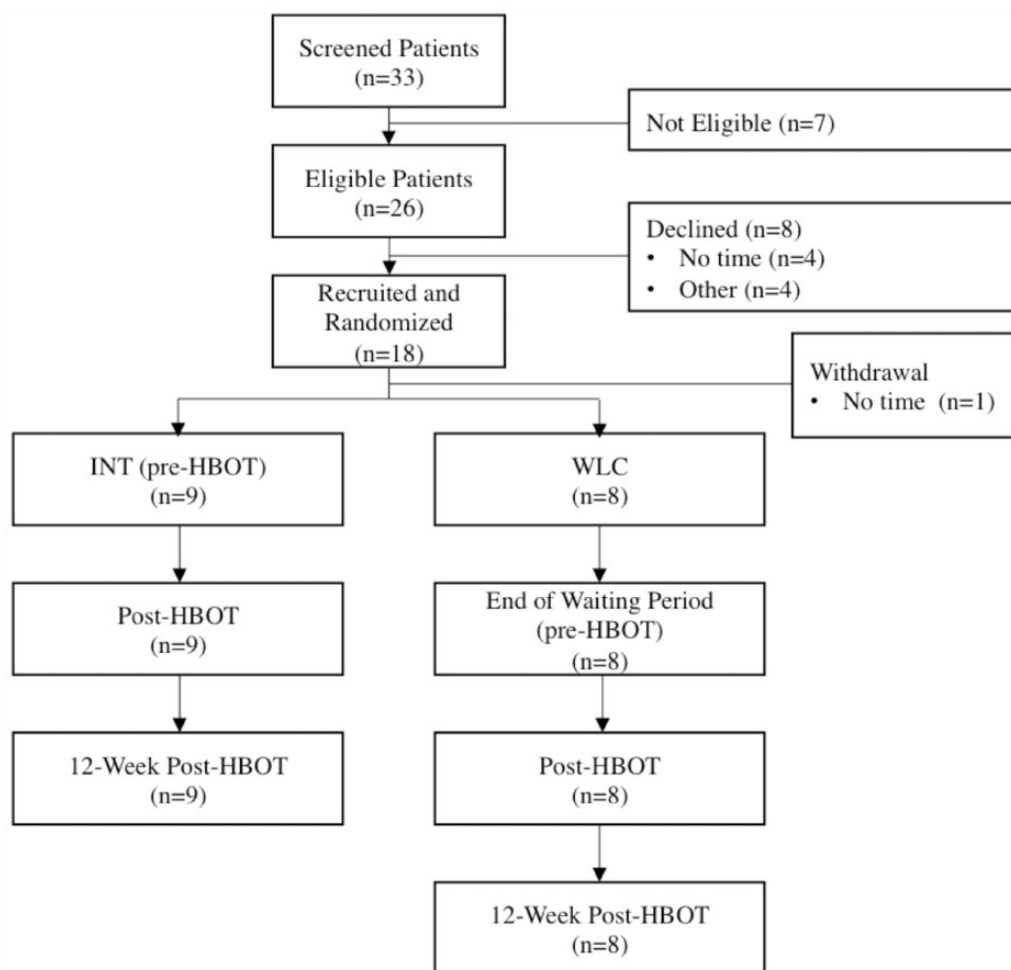 Screened Patients
(n=33)
Not Eligible (n=7)
Eligible Patients
(n=26)
Declined (n=8)
• No time (n=4)
• Other (n=4)
Recruited and
Randomized
(n=18)
Withdrawal
• No time (n=1)
INT (pre-HBOT)
(n=9)
WLC
(n=8)
Post-HBOT
(n=9)
End of Waiting Period
(pre-HBOT)
(n=8)
12-Week Post-HBOT
(n=9)
Post-HBOT
(n=8)
12-Week Post-HBOT
(n=8)